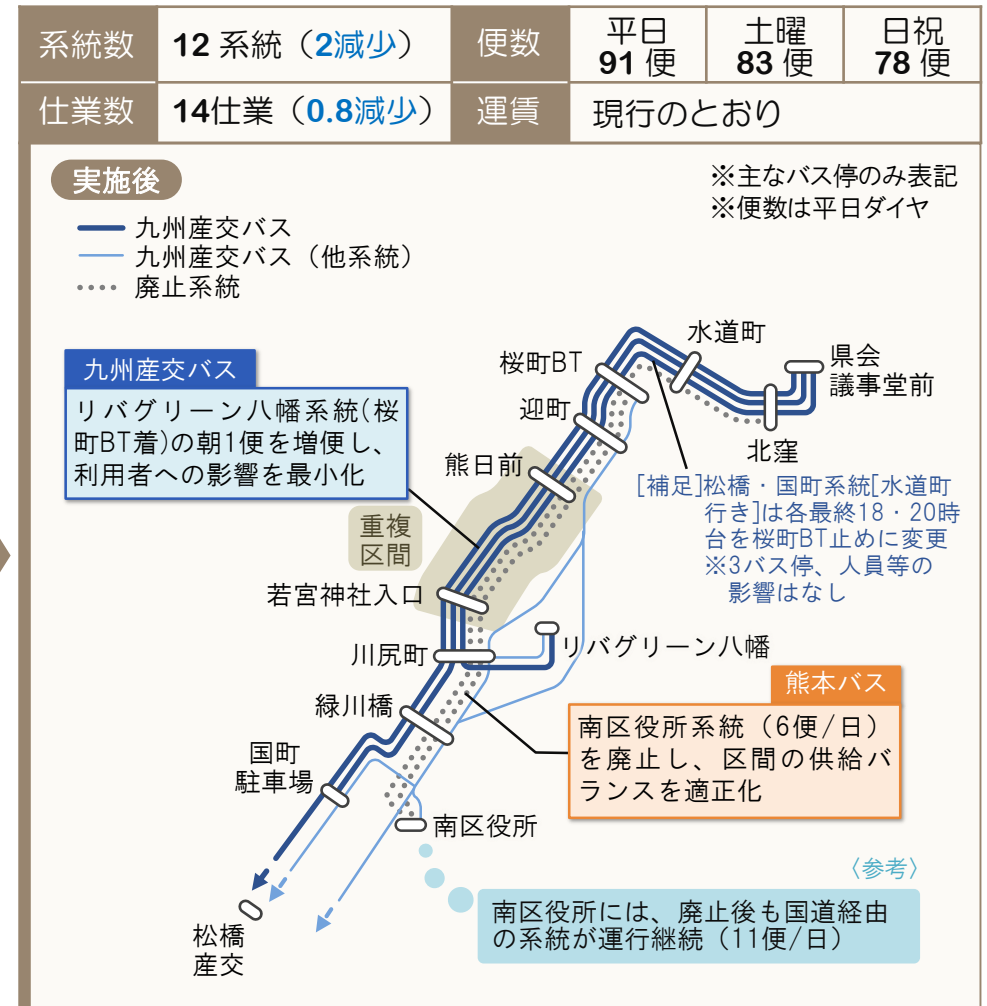 系統数 12 系統（2減少） 便数 平日 91 便 土曜 83 便 日祝 78 便
仕業数 14仕業（0.8減少） 運賃 現行のとおり
実施後
※主なバス停のみ表記
※便数は平日ダイヤ
九州産交バス
九州産交バス（他系統）
廃止系統
水道町
桜町BT
県会
議事堂前
九州産交バス
リバグリーン八幡系統(桜
町BT着)の朝1便を増便し、
利用者への影響を最小化
迎町
北窪
熊日前
[補足]松橋・国町系統[水道町
行き]は各最終18・20時
台を桜町BT止めに変更
※3バス停、人員等の
影響はなし
重複
区間
若宮神社入口
川尻町
リバグリーン八幡
熊本バス
南区役所系統（6便/日）
を廃止し、区間の供給バ
ランスを適正化
緑川橋
国町
駐車場
南区役所
〈参考〉
南区役所には、廃止後も国道経由
の系統が運行継続（11便/日）
松橋
産交